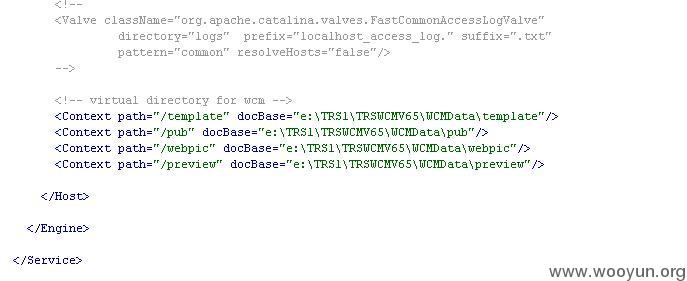 <!--
<Valve className="org.apache.catalina.valves.FastCommonAccessLogValve"
directory="logs"  prefix="localhost_access_log." suffix=".txt"
pattern="common" resolveHosts="false"/>
-->
<!-- virtual directory for wcm -->
<Context path="/template" docBase="e:\TRS1\TRSWCMV65\WCMData\template"/>
<Context path="/pub" docBase="e:\TRS1\TRSWCMV65\WCMData\pub"/>
<Context path="/webpic" docBase="e:\TRS1\TRSWCMV65\WCMData\webpic"/>
<Context path="/preview" docBase="e:\TRS1\TRSWCMV65\WCMData\preview"/>
</Host>
</Engine>
</Service>
www.wooyun.org